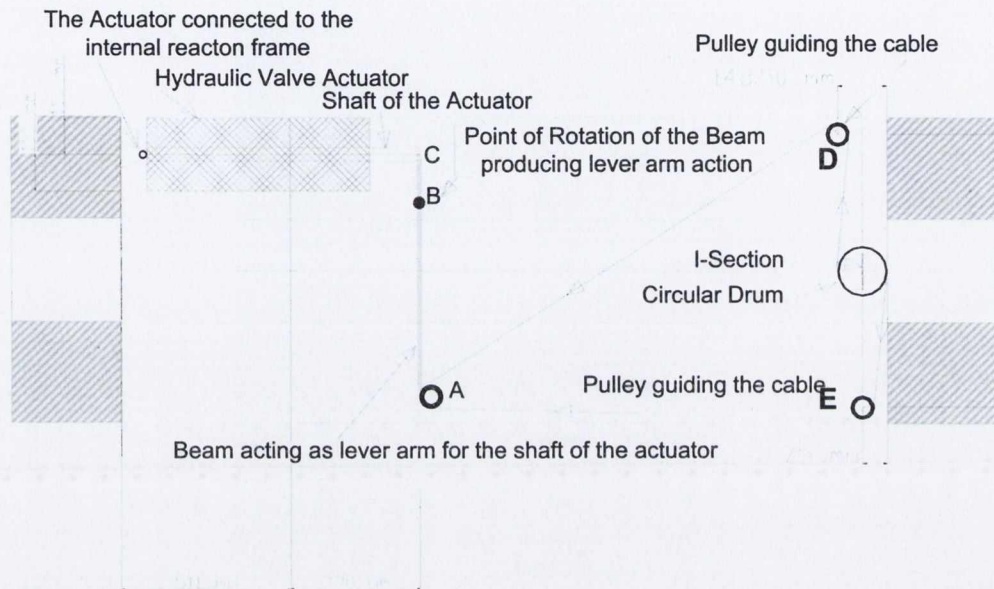 The Actuator connected to the
internal reacton frame
Pulley guiding the cable
Hydraulic Valve Actuator
Shaft of the Actuator
Point of Rotation of the Beam
producing lever arm action
C
B
D
I-Section
Circular Drum
Pulley guiding the cable
E
A
Beam acting as lever arm for the shaft of the actuator